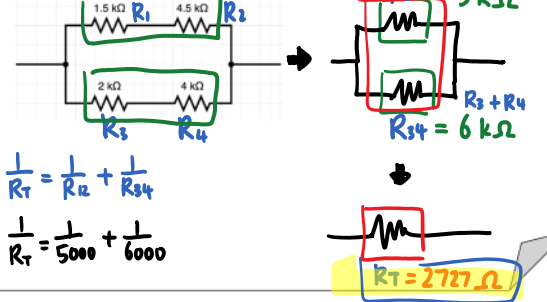 1.5 kΩ R1 4.5 kΩ R2
2 kΩ 4 kΩ
R3 R4
R3 + R4
R34 = 6 kΩ
1/RT = 1/R12 + 1/R34
1/RT = 1/5000 + 1/6000
RT = 2727 Ω